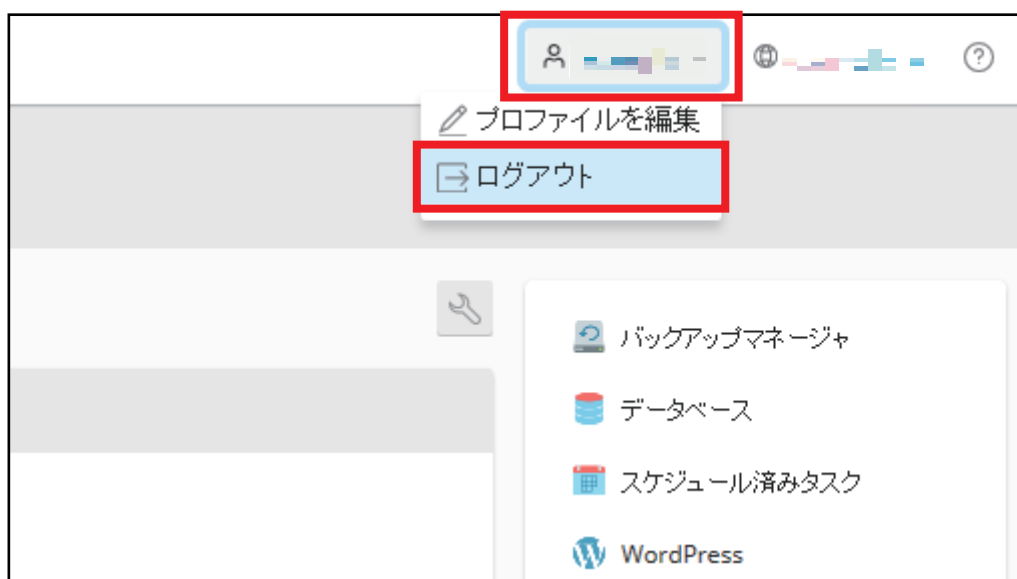 プロファイルを編集
ログアウト
バックアップマネージャ
データベース
スケジュール済みタスク
WordPress